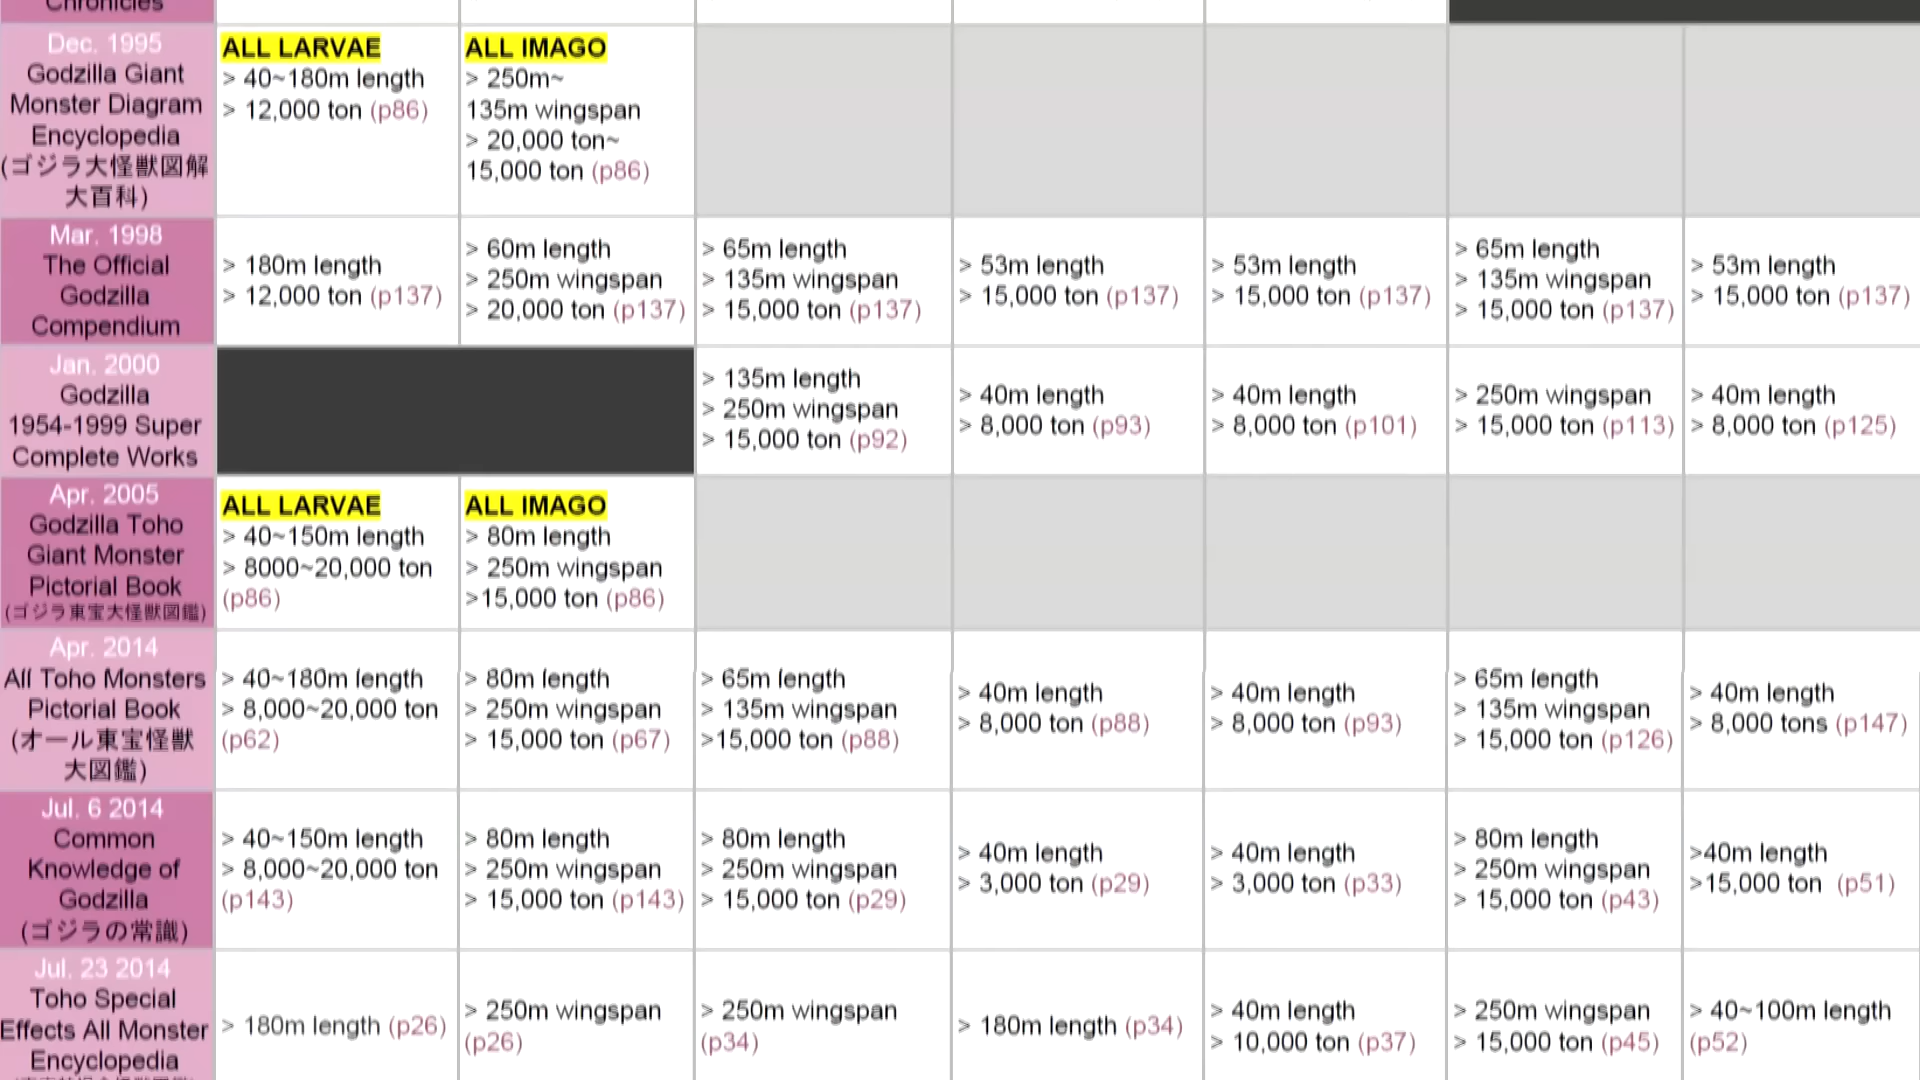 Chronicles
Dec. 1995
Godzilla Giant
Monster Diagram
Encyclopedia
(ゴジラ大怪獣図解
大百科)
ALL LARVAE
> 40~180m length
> 12,000 ton (p86)
ALL IMAGO
> 250m~
135m wingspan
> 20,000 ton~
15,000 ton (p86)
Mar. 1998
The Official
Godzilla
Compendium
> 180m length
> 12,000 ton (p137)
> 60m length
> 250m wingspan
> 20,000 ton (p137)
> 65m length
> 135m wingspan
> 15,000 ton (p137)
> 53m length
> 15,000 ton (p137)
> 53m length
> 15,000 ton (p137)
> 65m length
> 135m wingspan
> 15,000 ton (p137)
> 53m length
> 15,000 ton (p137)
Jan. 2000
Godzilla
1954-1999 Super
Complete Works
> 135m length
> 250m wingspan
> 15,000 ton (p92)
> 40m length
> 8,000 ton (p93)
> 40m length
> 8,000 ton (p101)
> 250m wingspan
> 15,000 ton (p113)
> 40m length
> 8,000 ton (p125)
Apr. 2005
Godzilla Toho
Giant Monster
Pictorial Book
(ゴジラ東宝大怪獣図鑑)
ALL LARVAE
> 40~150m length
> 8000~20,000 ton
(p86)
ALL IMAGO
> 80m length
> 250m wingspan
>15,000 ton (p86)
Apr. 2014
All Toho Monsters
Pictorial Book
(オール東宝怪獣
大図鑑)
> 40~180m length
> 8,000~20,000 ton
(p62)
> 80m length
> 250m wingspan
> 15,000 ton (p67)
> 65m length
> 135m wingspan
>15,000 ton (p88)
> 40m length
> 8,000 ton (p88)
> 40m length
> 8,000 ton (p93)
> 65m length
> 135m wingspan
> 15,000 ton (p126)
> 40m length
> 8,000 tons (p147)
Jul. 6 2014
Common
Knowledge of
Godzilla
(ゴジラの常識)
> 40~150m length
> 8,000~20,000 ton
(p143)
> 80m length
> 250m wingspan
> 15,000 ton (p143)
> 80m length
> 250m wingspan
> 15,000 ton (p29)
> 40m length
> 3,000 ton (p29)
> 40m length
> 3,000 ton (p33)
> 80m length
> 250m wingspan
> 15,000 ton (p43)
>40m length
>15,000 ton (p51)
Jul. 23 2014
Toho Special
Effects All Monster
Encyclopedia
> 180m length (p26)
> 250m wingspan
(p26)
> 250m wingspan
(p34)
> 180m length (p34)
> 40m length
> 10,000 ton (p37)
> 250m wingspan
> 15,000 ton (p45)
> 40~100m length
(p52)